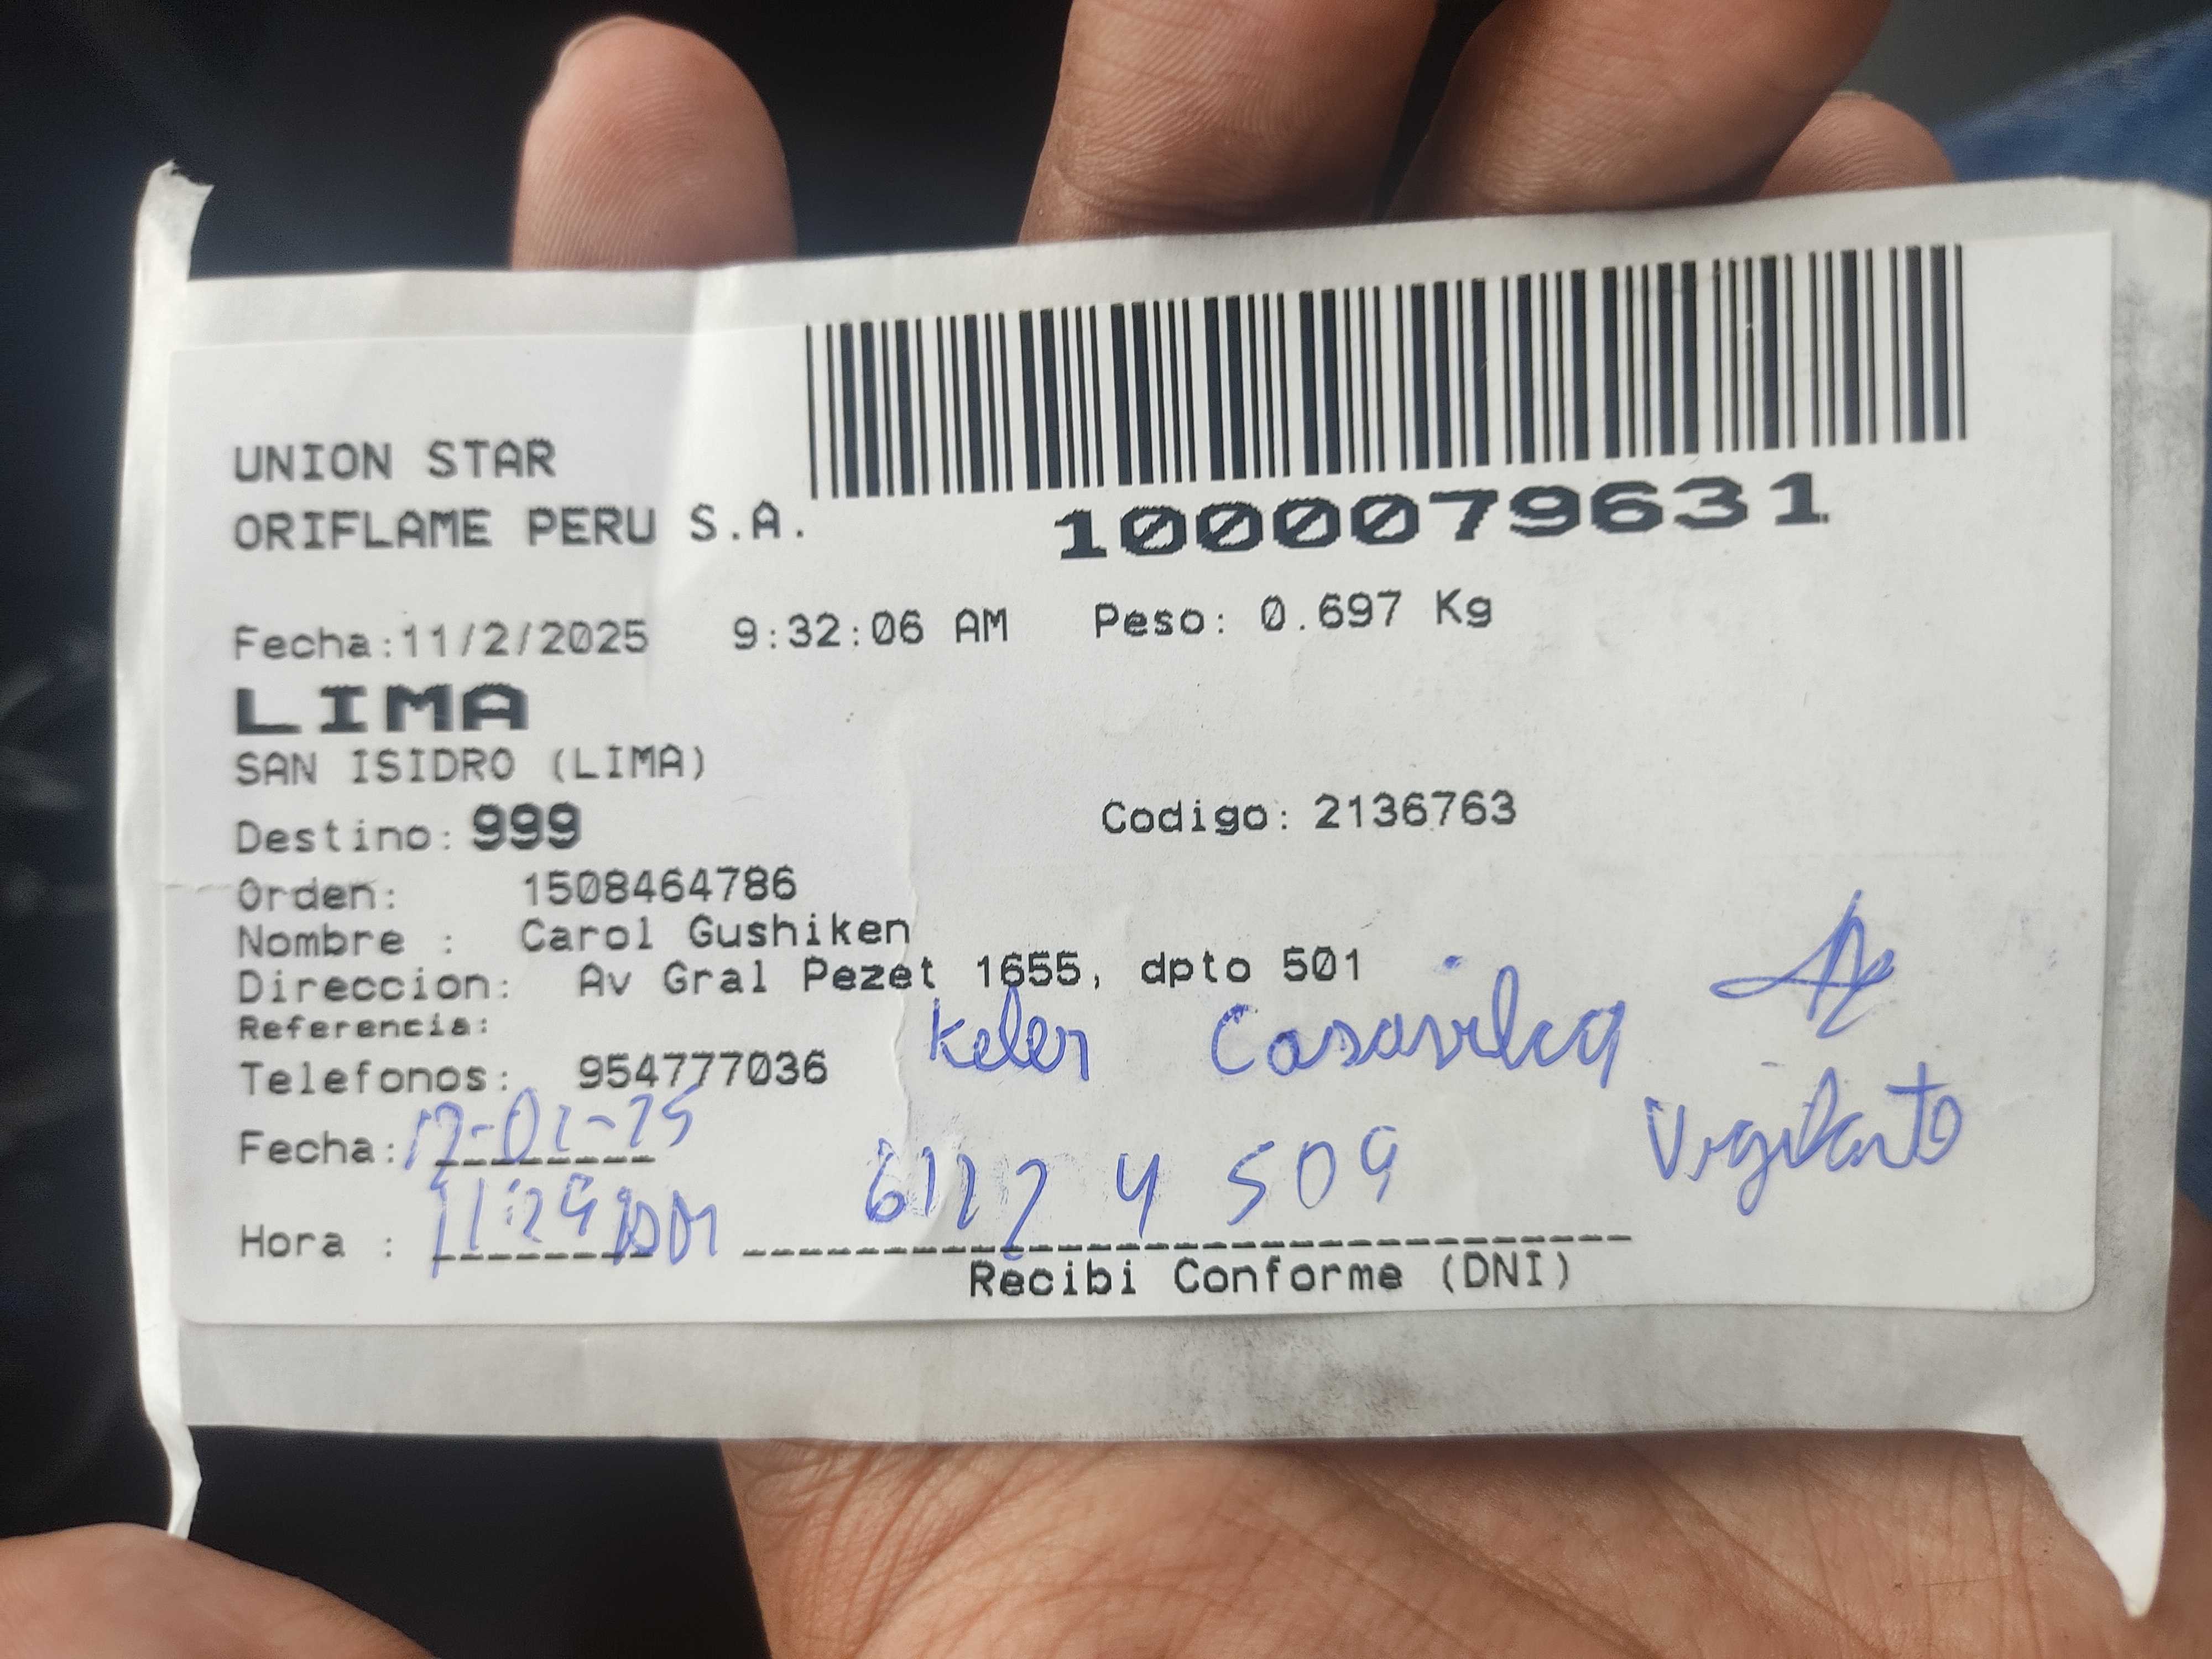 UNION STAR
ORIFLAME PERU S.A.
1000079631
Fecha:11/2/2025 9:32:06 AM Peso: 0.697 Kg
LIMA
SAN ISIDRO (LIMA)
Destino: 999 Codigo: 2136763
Orden: 1508464786
Nombre : Carol Gushiken
Direccion: Av Gral Pezet 1655, dpto 501
Referencia:
keler Casavilca
Telefonos: 954777036
Vigilante
Fecha:
Hora : 11:29
Recibi Conforme (DNI)